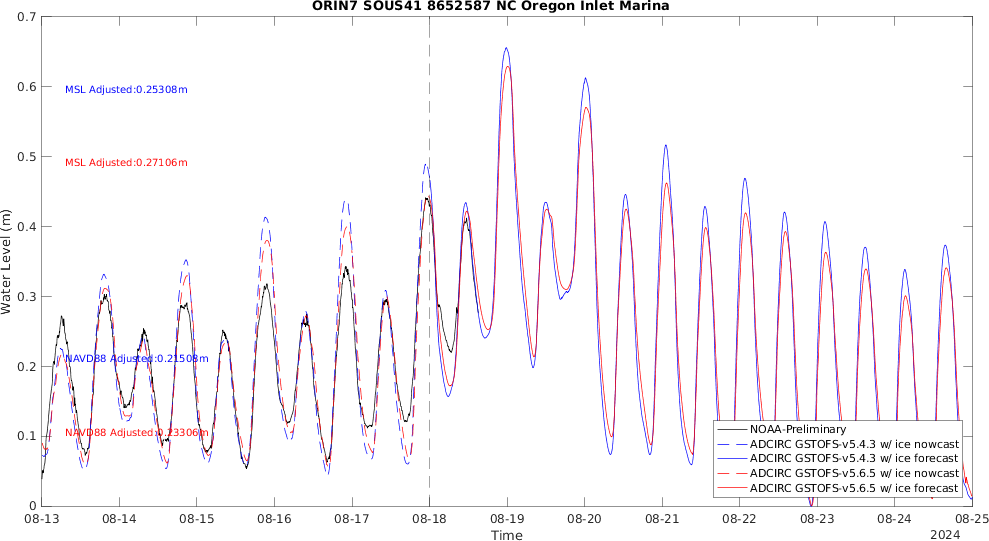 ORIN7 SOUS41 8652587 NC Oregon Inlet Marina
Water Level (m)
0.7
0.6
0.5
0.4
0.3
0.2
0.1
0
MSL Adjusted:0.25308m
MSL Adjusted:0.27106m
NAVD88 Adjusted:0.21508m
NAVD88 Adjusted:0.23306m
NOAA-Preliminary
ADCIRC GSTOFS-v5.4.3 w/ ice nowcast
ADCIRC GSTOFS-v5.4.3 w/ ice forecast
ADCIRC GSTOFS-v5.6.5 w/ ice nowcast
ADCIRC GSTOFS-v5.6.5 w/ ice forecast
08-13 08-14 08-15 08-16 08-17 08-18 08-19 08-20 08-21 08-22 08-23 08-24 08-25
Time
2024